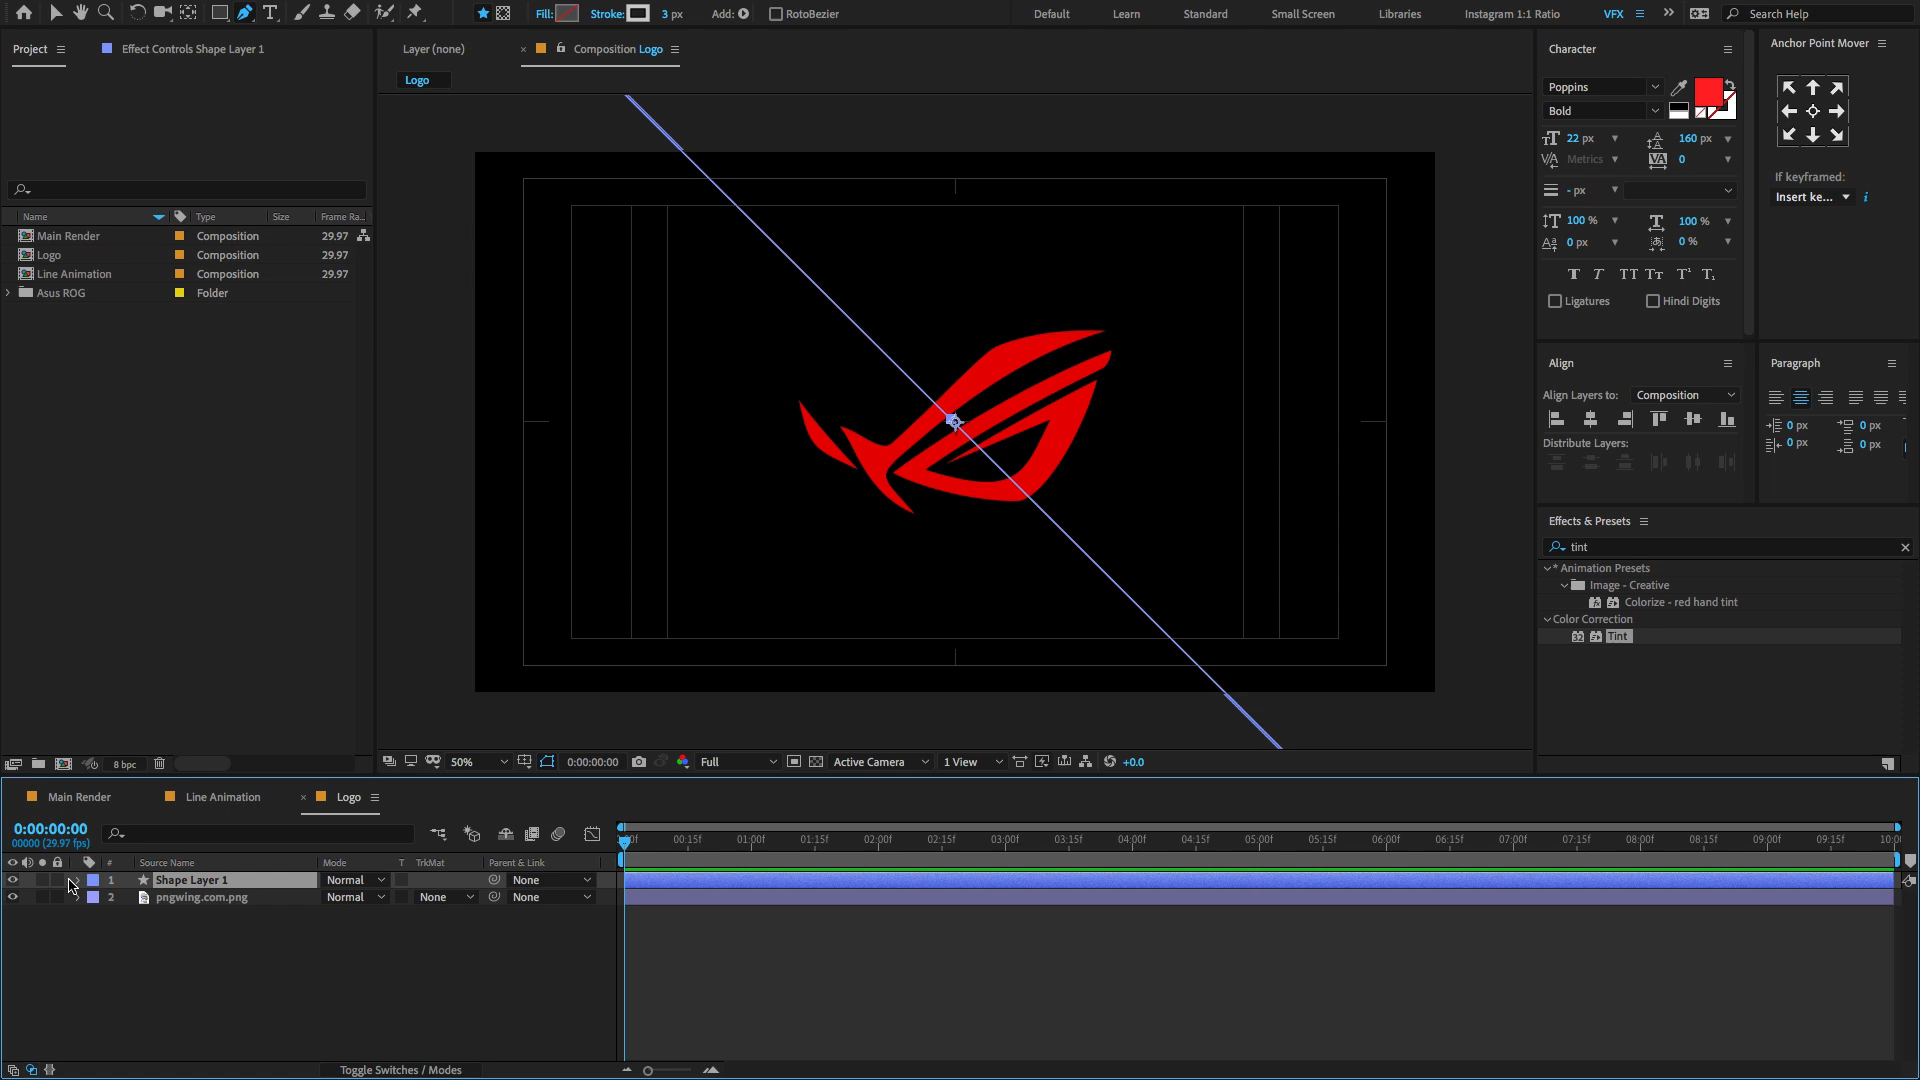 Fill: Stroke: 3 px Add: RotoBezier Default Learn Standard Small Screen Libraries Instagram 1:1 Ratio VFX Search Help
Project Effect Controls Shape Layer 1
Layer (none) Composition Logo
Logo
Name Type Size Frame Ra...
Main Render Composition 29.97
Logo Composition 29.97
Line Animation Composition 29.97
Asus ROG Folder
8 bpc
50% 0:00:00:00 Full Active Camera 1 View +0.0
Character
Poppins
Bold
22 px 160 px
Metrics 0
- px
100 % 100 %
0 px 0 %
Ligatures Hindi Digits
Anchor Point Mover
If keyframed:
Insert ke...
Align
Align Layers to: Composition
Distribute Layers:
Paragraph
0 px 0 px
0 px 0 px
Effects & Presets
tint
* Animation Presets
Image - Creative
Colorize - red hand tint
Color Correction
Tint
Main Render Line Animation Logo
0:00:00:00
00000 (29.97 fps)
00:15f 01:00f 01:15f 02:00f 02:15f 03:00f 03:15f 04:00f 04:15f 05:00f 05:15f 06:00f 06:15f 07:00f 07:15f 08:00f 08:15f 09:00f 09:15f
# Source Name Mode T TrkMat Parent & Link
1 Shape Layer 1 Normal None
2 pngwing.com.png Normal None None
Toggle Switches / Modes